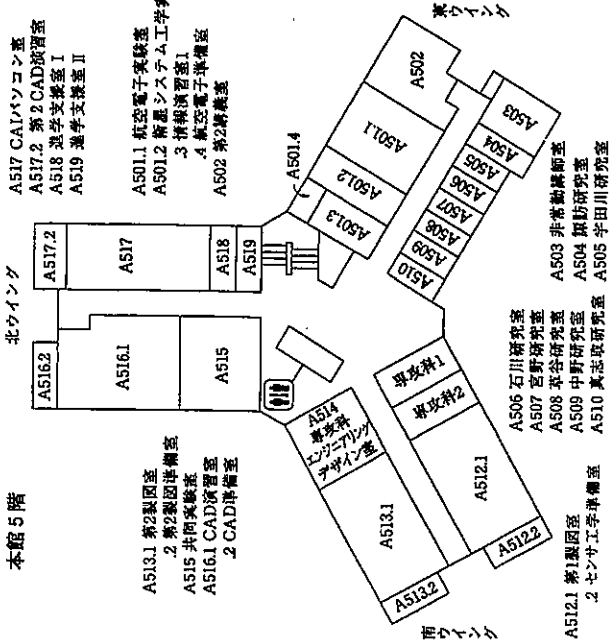 本館5階
北ウイング
東ウイング
南ウイング
A517 CAIパソコン室
A517.2 第2CAD演習室
A518 進学支援室Ⅰ
A519 進学支援室Ⅱ
A501.1 航空電子実験室
A501.2 衛星システム工学実
.3 情報演習室1
.4 航空電子準備室
A502 第2講義室
A513.1 第2製図室
.2 第2製図準備室
A515 共同実験室
A516.1 CAD演習室
.2 CAD準備室
A503 非常勤講師室
A504 諏訪研究室
A505 宇田川研究室
A506 石川研究室
A507 宮野研究室
A508 草谷研究室
A509 中野研究室
A510 真志取研究室
A512.1 第1製図室
.2 センサ工学準備室
A516.2
A516.1
A515
A517.2
A517
A518
A519
A501.4
A501.3
A501.2
A501.1
A502
A503
A504
A505
A506
A507
A508
A509
A510
A514
専攻科
エンジニアリング
デザイン室
A513.1
A513.2
専攻科1
専攻科2
A512.1
A512.2